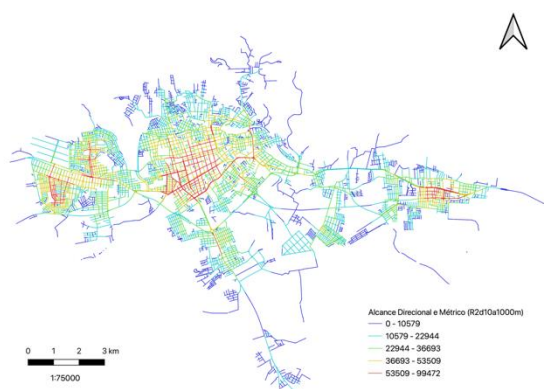 Alcance Direcional e Métrico (R2d10a1000m)
0 - 10579
10579 - 22944
22944 - 36693
36693 - 53509
53509 - 99472
0 1 2 3 km
1:75000